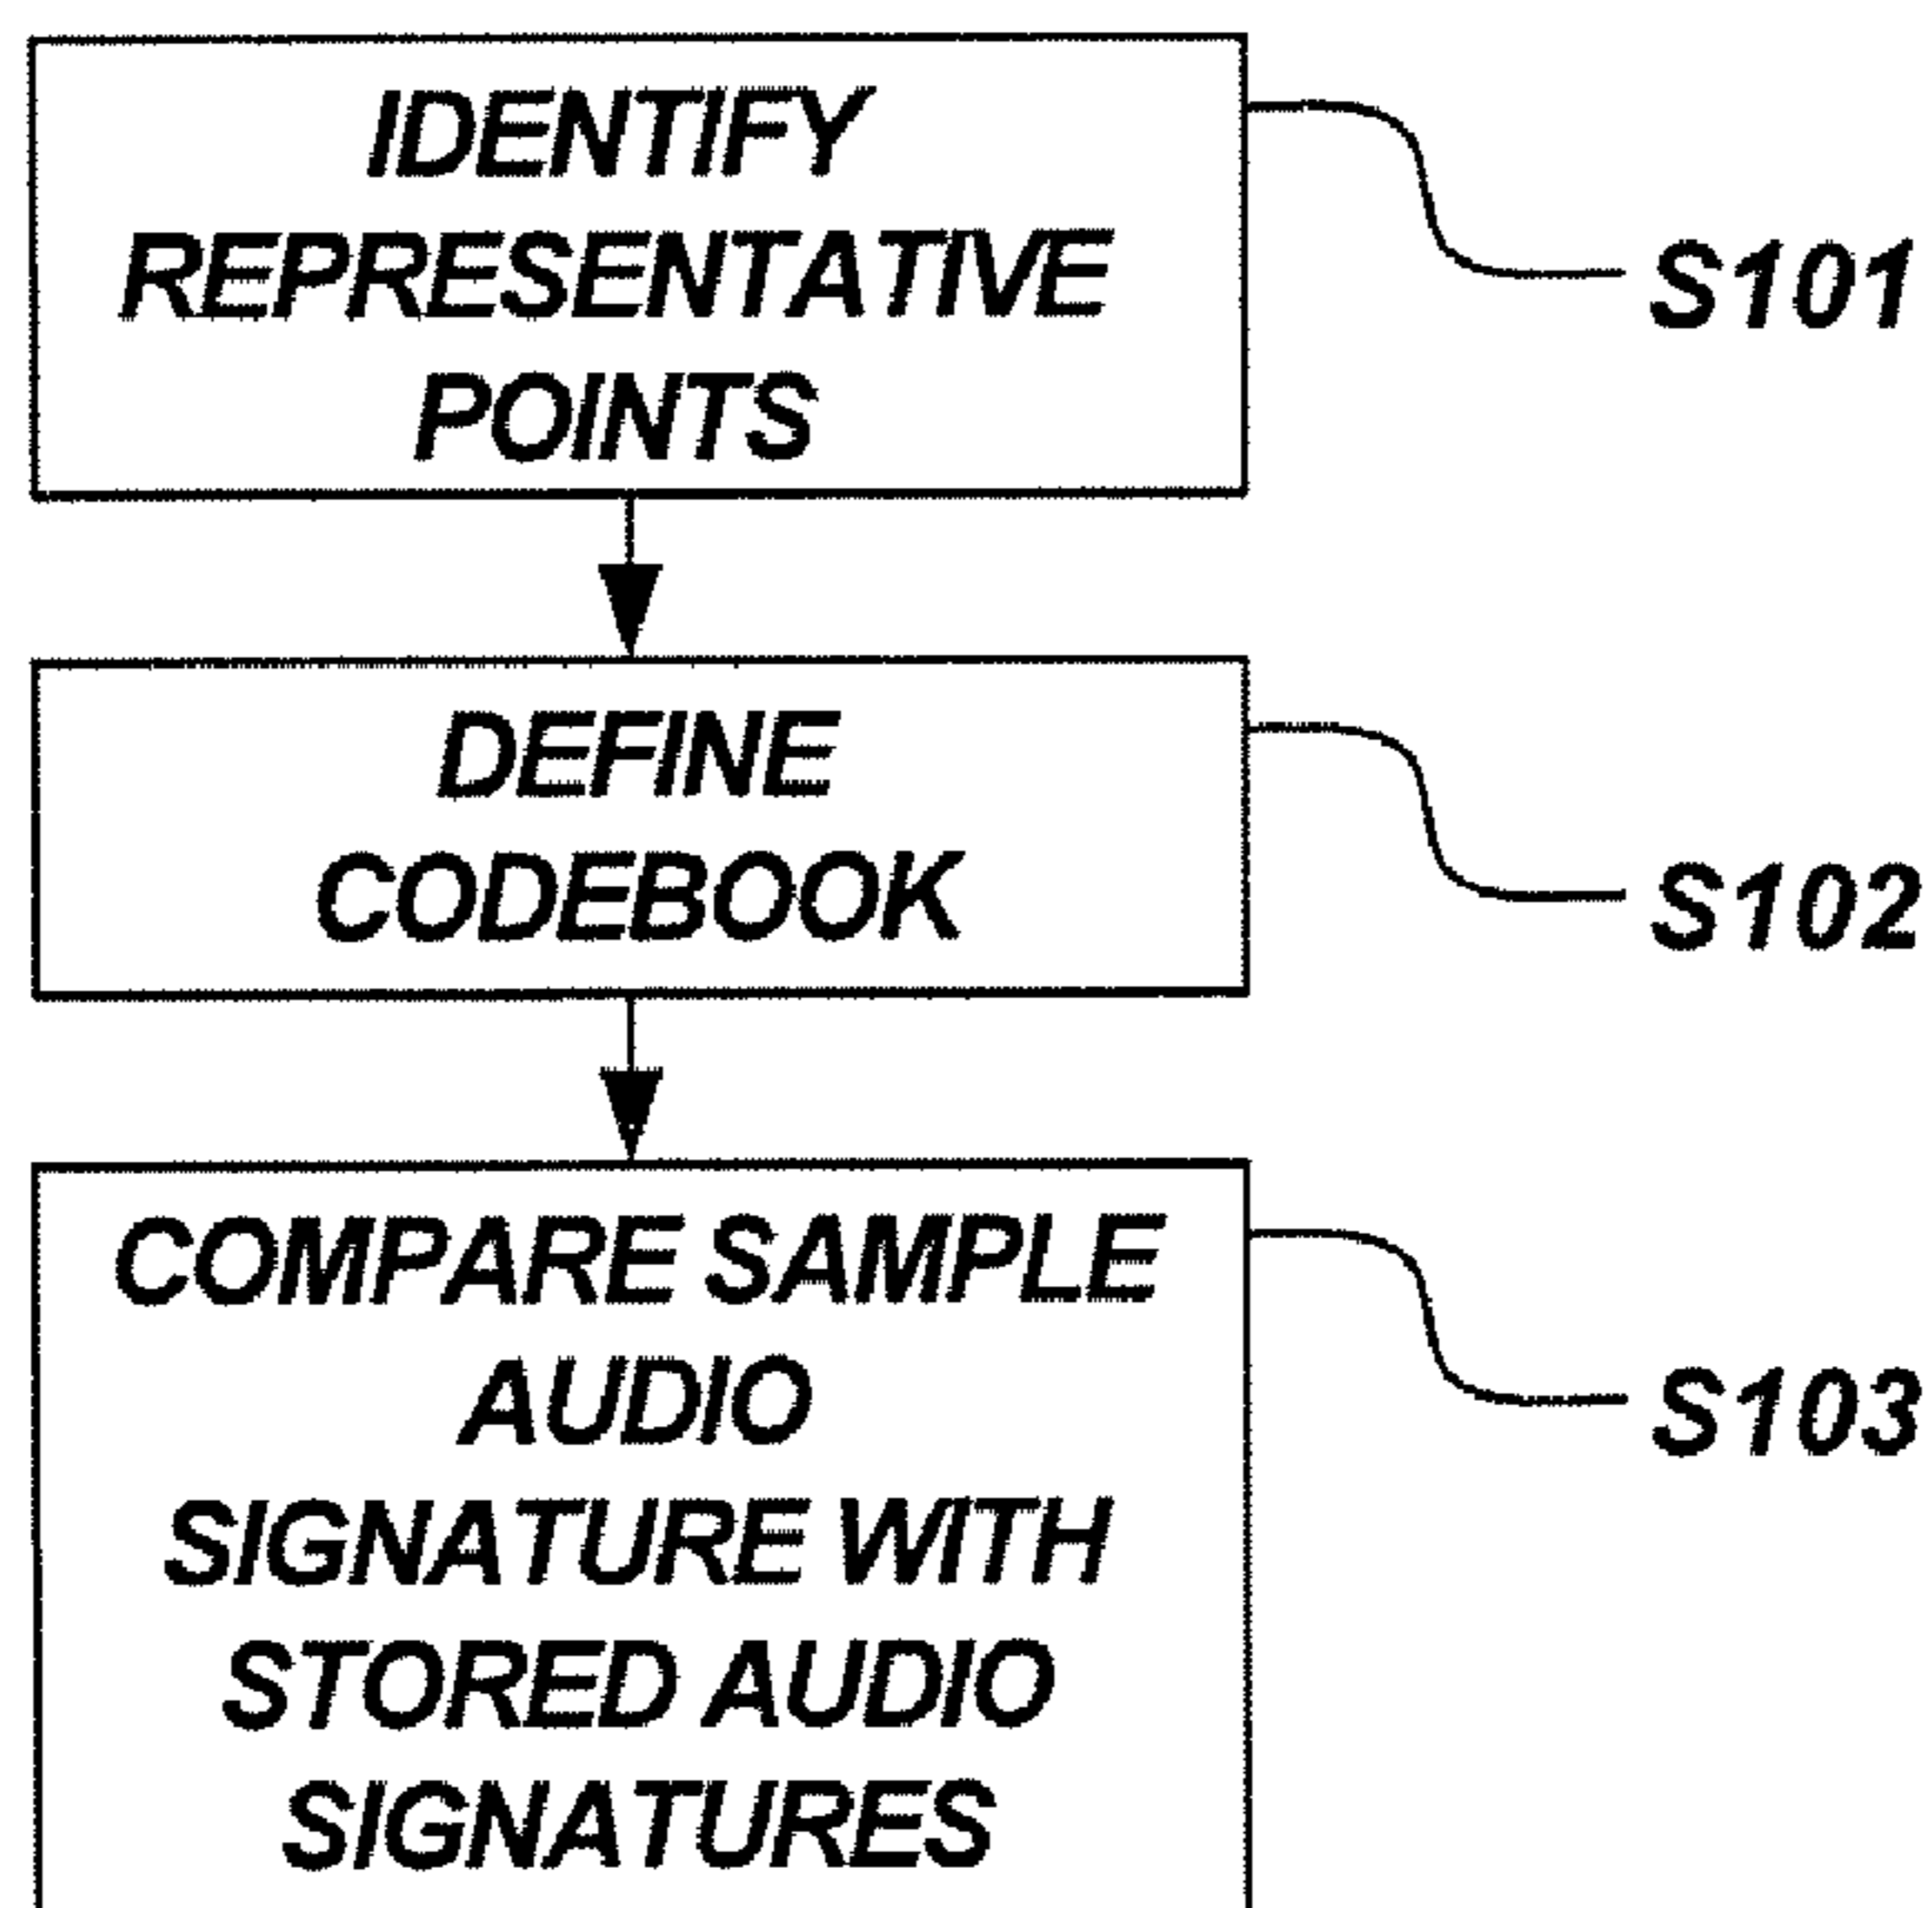 IDENTIFY
REPRESENTATIVE
POINTS
S101
DEFINE
CODEBOOK
S102
COMPARE SAMPLE
AUDIO
SIGNATURE WITH
STORED AUDIO
SIGNATURES
S103